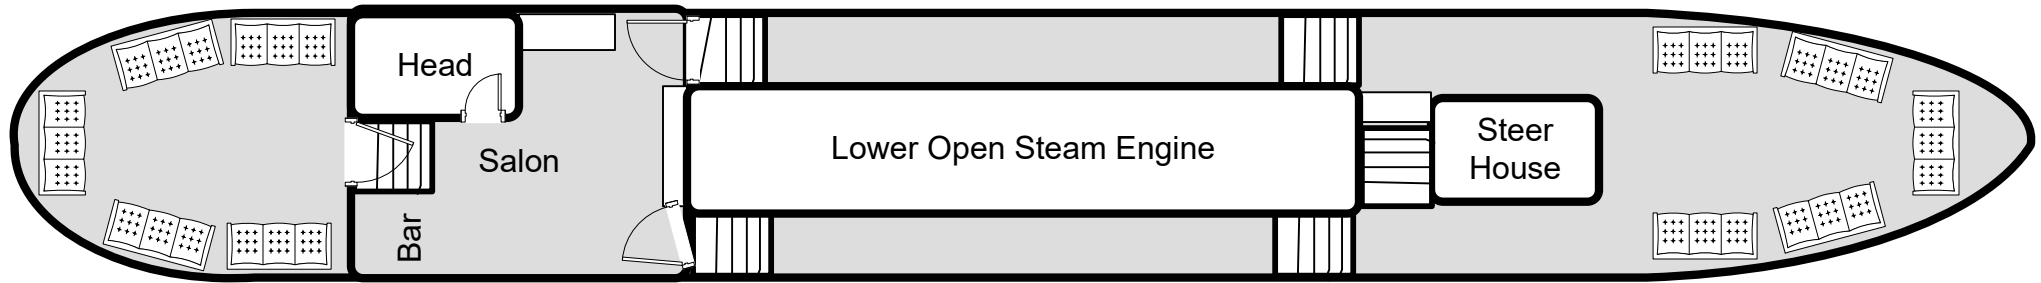 Head
Salon
Bar
Lower Open Steam Engine
Steer
House